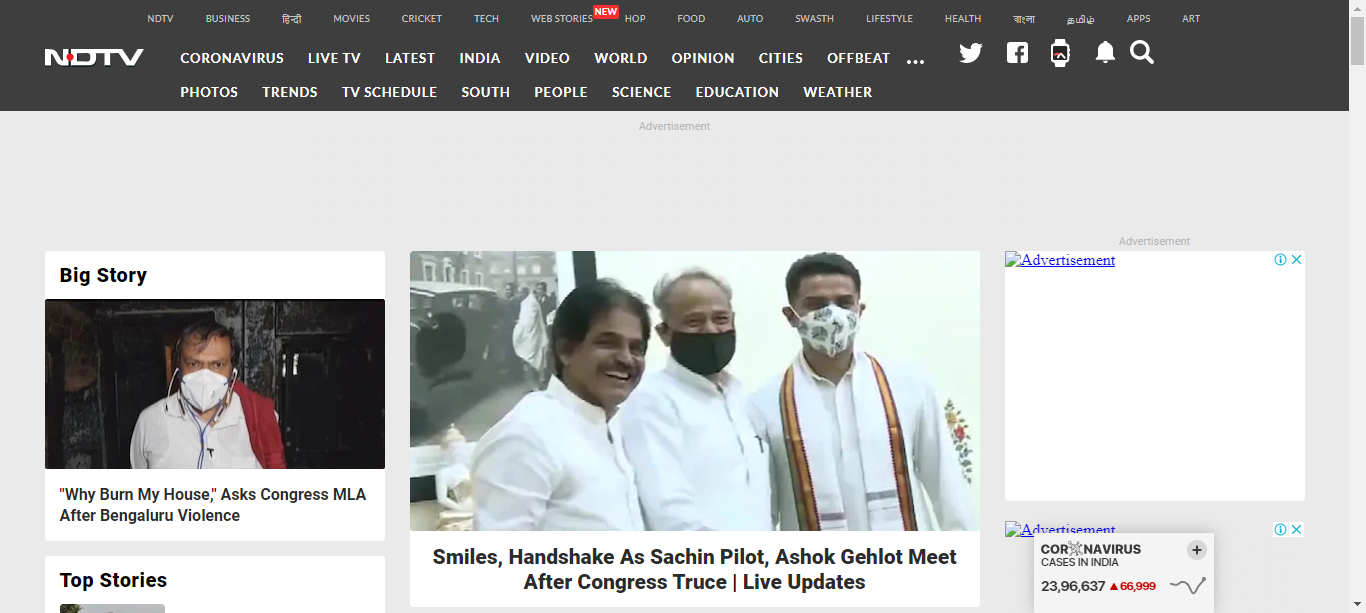 NDTV BUSINESS हिन्दी MOVIES CRICKET TECH WEB STORIES NEW HOP FOOD AUTO SWASTH LIFESTYLE HEALTH বাংলা தமிழ் APPS ART
NDTV
CORONAVIRUS LIVE TV LATEST INDIA VIDEO WORLD OPINION CITIES OFFBEAT ...
PHOTOS TRENDS TV SCHEDULE SOUTH PEOPLE SCIENCE EDUCATION WEATHER
Advertisement
Big Story
"Why Burn My House," Asks Congress MLA
After Bengaluru Violence
Top Stories
Smiles, Handshake As Sachin Pilot, Ashok Gehlot Meet
After Congress Truce | Live Updates
Advertisement
Advertisement
Advertisement
CORONAVIRUS
CASES IN INDIA
23,96,637 ▲66,999